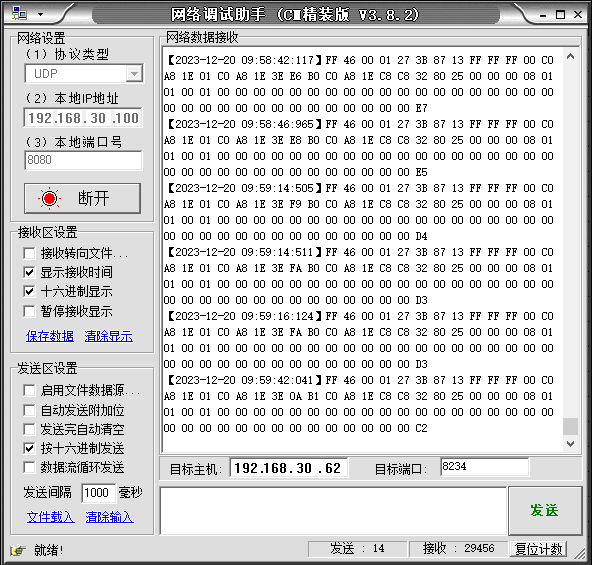 网络调试助手 (CM精装版 V3.8.2)
网络设置
(1) 协议类型
UDP
(2) 本地IP地址
192.168.30.100
(3) 本地端口号
8080
断开
接收区设置
接收转向文件...
显示接收时间
十六进制显示
暂停接收显示
保存数据 清除显示
发送区设置
启用文件数据源...
自动发送附加位
发送完自动清空
按十六进制发送
数据流循环发送
发送间隔 1000 毫秒
文件载入 清除输入
网络数据接收
【2023-12-20 09:58:42:117】FF 46 00 01 27 3B 87 13 FF FF FF 00 C0
A8 1E 01 C0 A8 1E 3E E6 B0 C0 A8 1E C8 C8 32 80 25 00 00 00 08 01
01 00 01 00 00 00 00 00 00 00 00 00 00 00 00 00 00 00 00 00 00 00
00 00 00 00 00 00 00 00 00 00 00 00 00 00 E7
【2023-12-20 09:58:46:965】FF 46 00 01 27 3B 87 13 FF FF FF 00 C0
A8 1E 01 C0 A8 1E 3E E8 B0 C0 A8 1E C8 C8 32 80 25 00 00 00 08 01
01 00 01 00 00 00 00 00 00 00 00 00 00 00 00 00 00 00 00 00 00 00
00 00 00 00 00 00 00 00 00 00 00 00 00 00 E5
【2023-12-20 09:59:14:505】FF 46 00 01 27 3B 87 13 FF FF FF 00 C0
A8 1E 01 C0 A8 1E 3E F9 B0 C0 A8 1E C8 C8 32 80 25 00 00 00 08 01
01 00 01 00 00 00 00 00 00 00 00 00 00 00 00 00 00 00 00 00 00 00
00 00 00 00 00 00 00 00 00 00 00 00 00 00 D4
【2023-12-20 09:59:14:511】FF 46 00 01 27 3B 87 13 FF FF FF 00 C0
A8 1E 01 C0 A8 1E 3E FA B0 C0 A8 1E C8 C8 32 80 25 00 00 00 08 01
01 00 01 00 00 00 00 00 00 00 00 00 00 00 00 00 00 00 00 00 00 00
00 00 00 00 00 00 00 00 00 00 00 00 00 00 D3
【2023-12-20 09:59:16:124】FF 46 00 01 27 3B 87 13 FF FF FF 00 C0
A8 1E 01 C0 A8 1E 3E FA B0 C0 A8 1E C8 C8 32 80 25 00 00 00 08 01
01 00 01 00 00 00 00 00 00 00 00 00 00 00 00 00 00 00 00 00 00 00
00 00 00 00 00 00 00 00 00 00 00 00 00 00 D3
【2023-12-20 09:59:42:041】FF 46 00 01 27 3B 87 13 FF FF FF 00 C0
A8 1E 01 C0 A8 1E 3E 0A B1 C0 A8 1E C8 C8 32 80 25 00 00 00 08 01
01 00 01 00 00 00 00 00 00 00 00 00 00 00 00 00 00 00 00 00 00 00
00 00 00 00 00 00 00 00 00 00 00 00 00 00 C2
目标主机: 192.168.30.62 目标端口: 8234
发送
就绪! 发送 : 14 接收 : 29456 复位计数